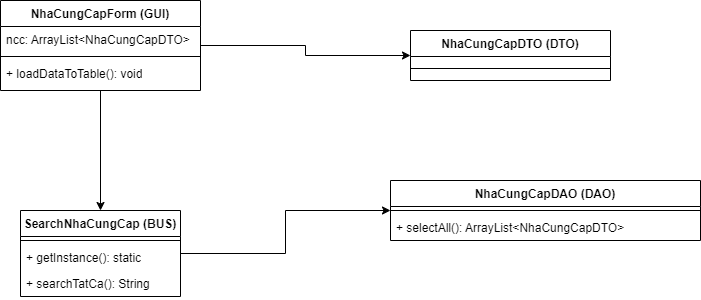 NhaCungCapForm (GUI)
ncc: ArrayList<NhaCungCapDTO>
+ loadDataToTable(): void
NhaCungCapDTO (DTO)
NhaCungCapDAO (DAO)
+ selectAll(): ArrayList<NhaCungCapDTO>
SearchNhaCungCap (BUS)
+ getInstance(): static
+ searchTatCa(): String